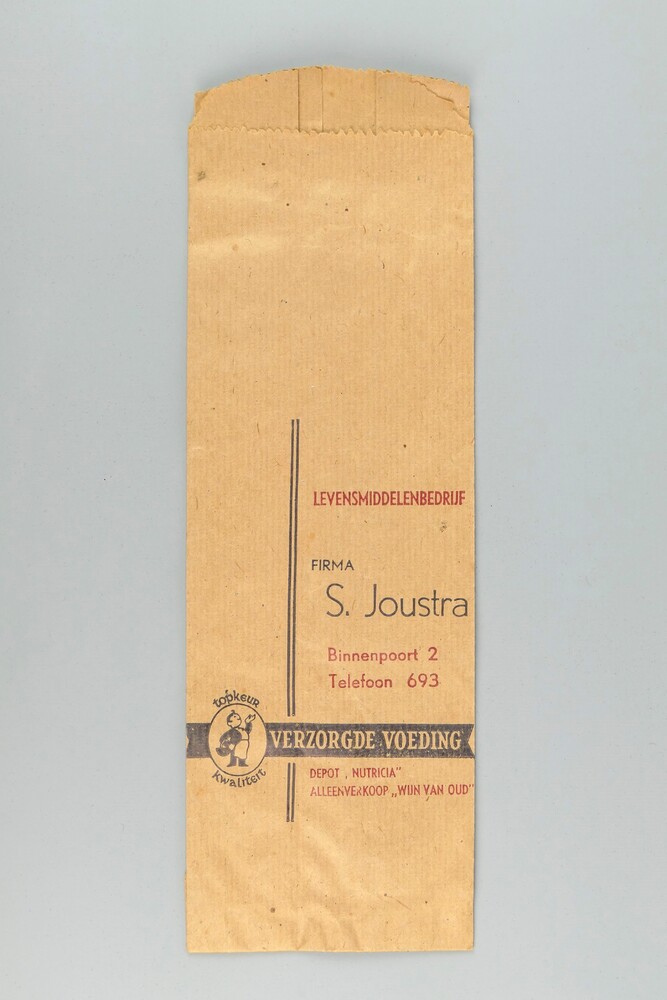 LEVENSMIDDELENBEDRIJF
FIRMA
S. Joustra
Binnenpoort 2
Telefoon 693
topkeur
kwaliteit
VERZORGDE VOEDING
DEPOT „NUTRICIA"
ALLEENVERKOOP „WIJN VAN OUD"